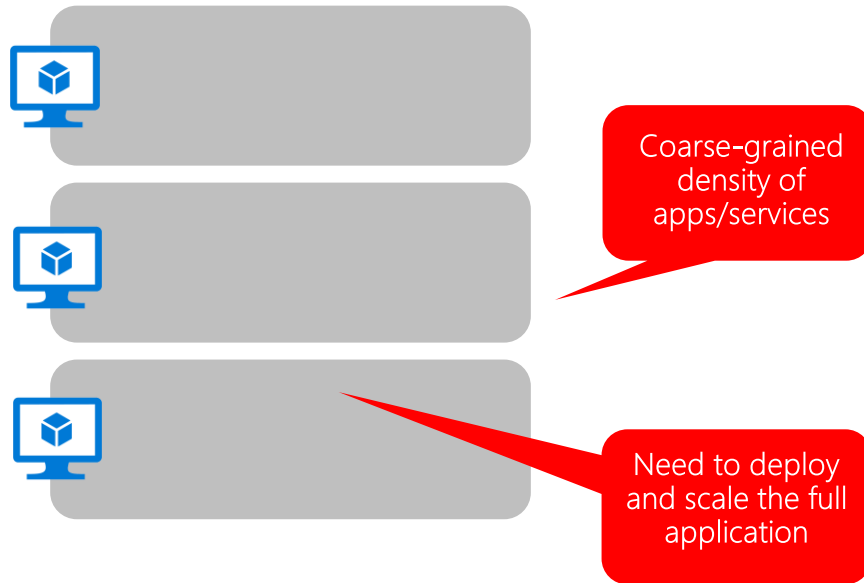 Coarse-grained
density of
apps/services
Need to deploy
and scale the full
application